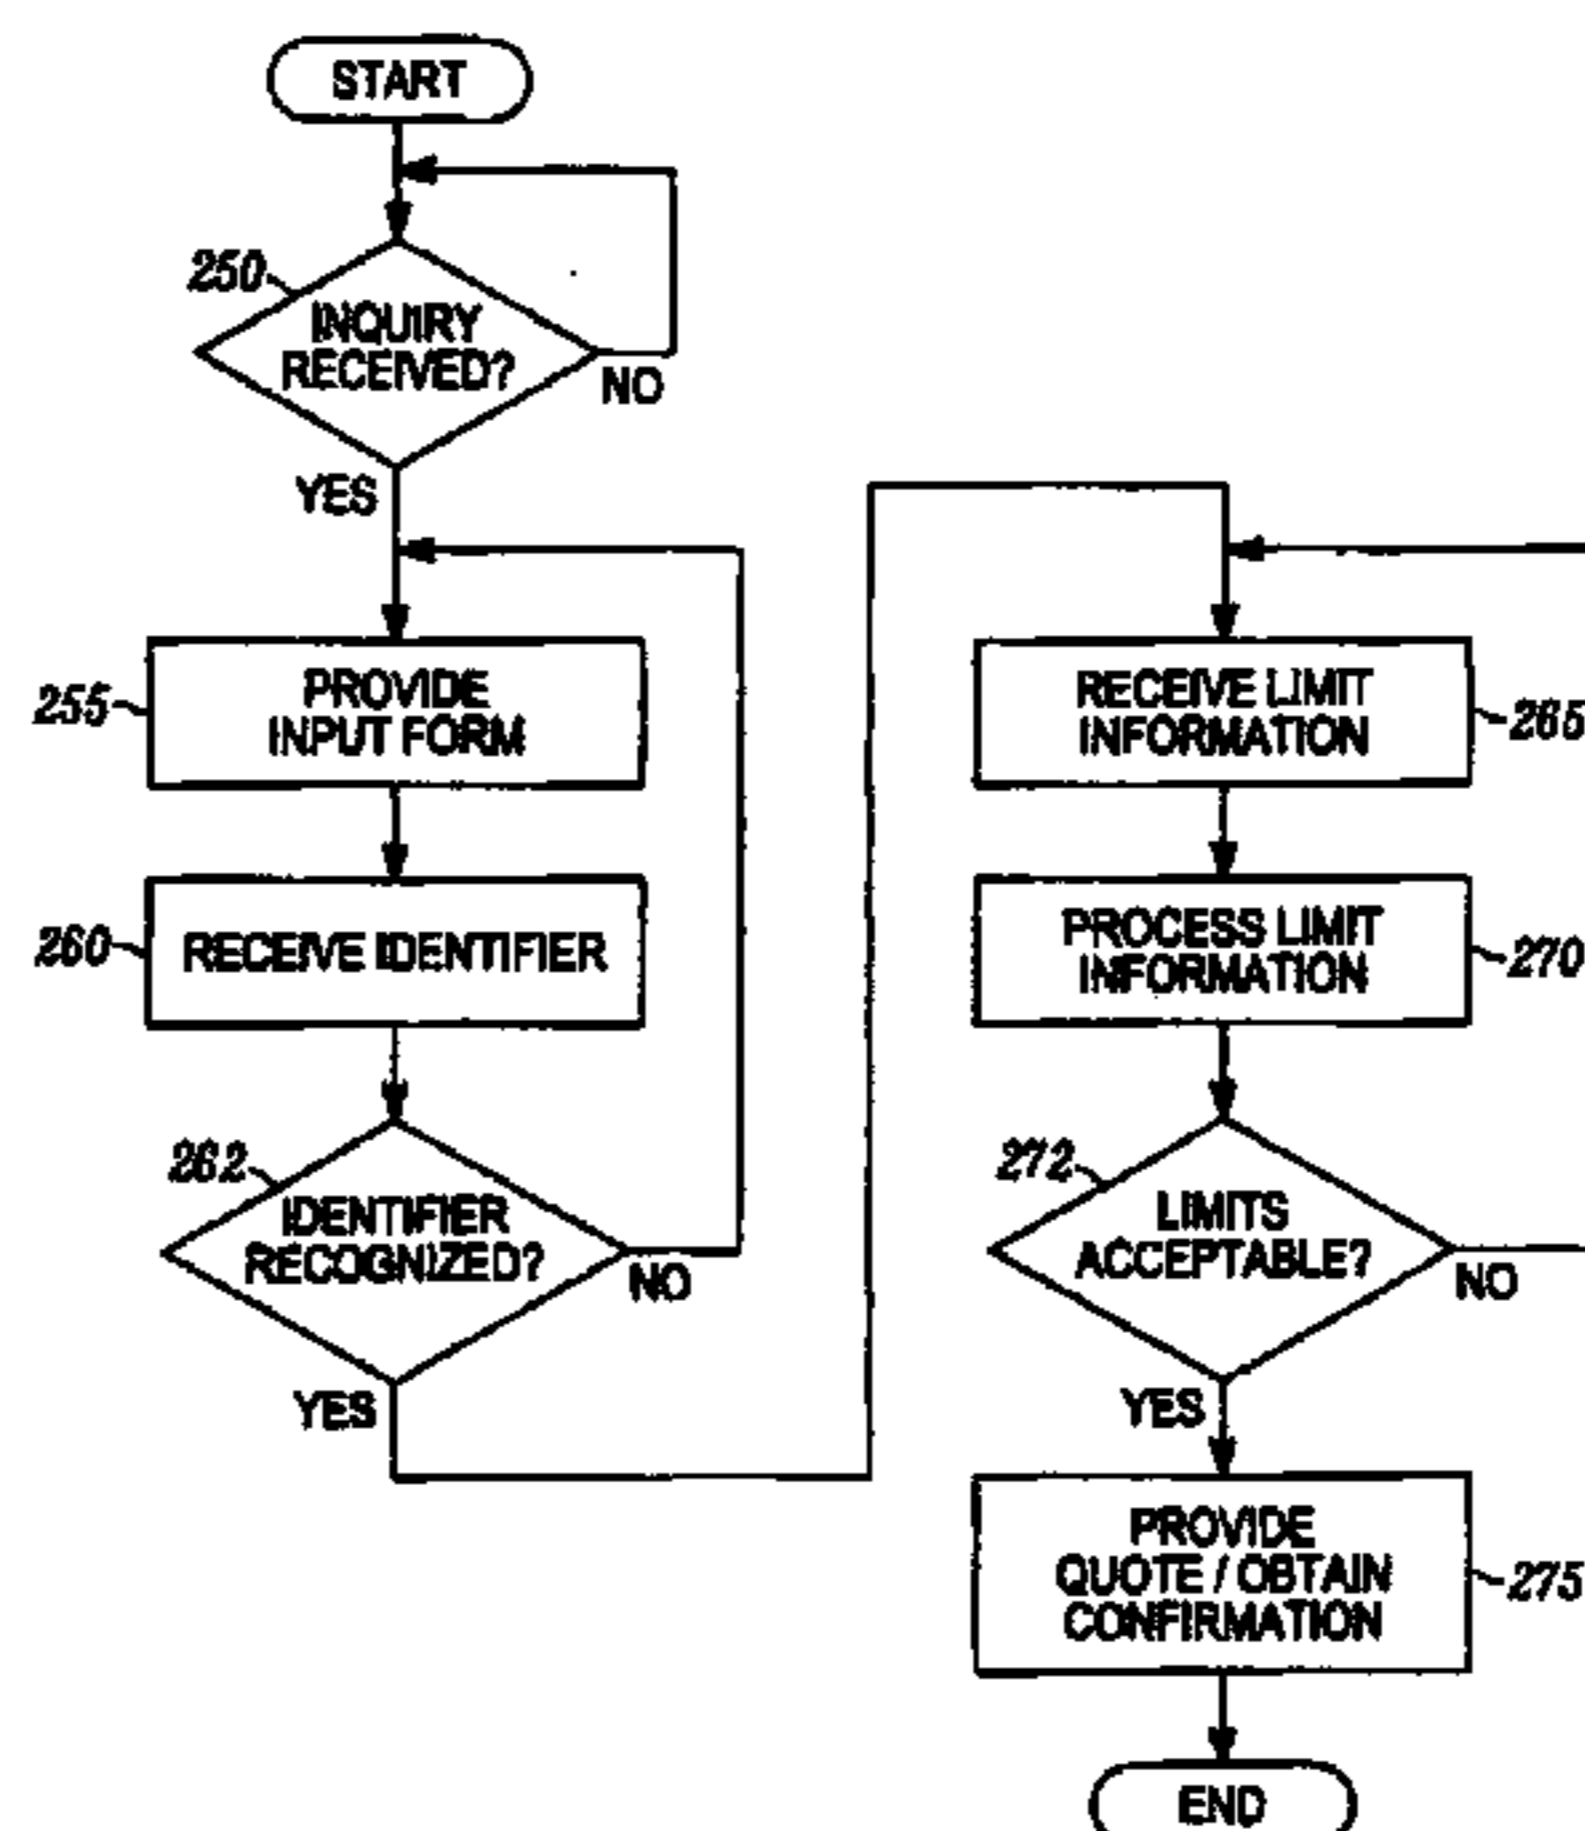 START
250
INQUIRY
RECEIVED?
NO
YES
255
PROVIDE
INPUT FORM
260
RECEIVE IDENTIFIER
262
IDENTIFIER
RECOGNIZED?
NO
YES
RECEIVE LIMIT
INFORMATION
265
PROCESS LIMIT
INFORMATION
270
272
LIMITS
ACCEPTABLE?
NO
YES
PROVIDE
QUOTE / OBTAIN
CONFIRMATION
275
END